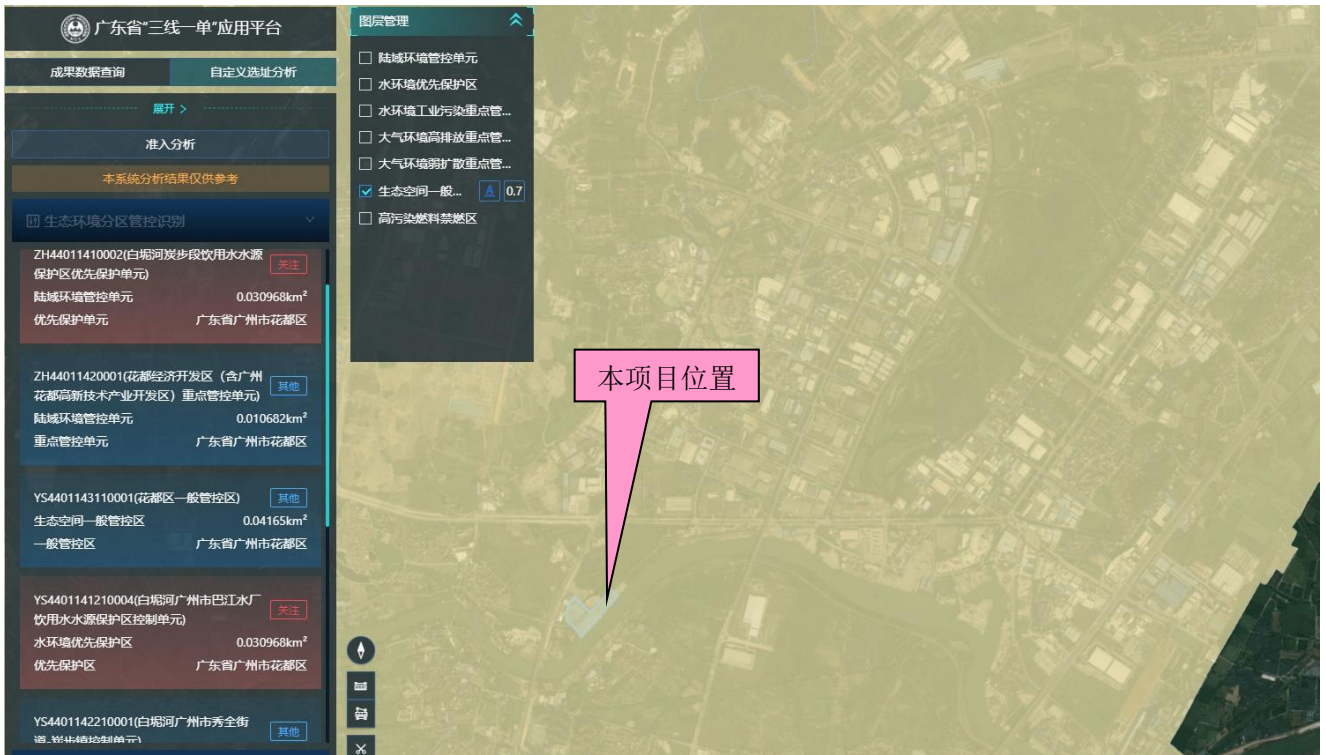 广东省“三线一单”应用平台
成果数据查询
自定义选址分析
展开 >
准入分析
本系统分析结果仅供参考
生态环境分区管控识别
ZH44011410002(白坭河炭步段饮用水水源
保护区优先保护单元)
关注
陆域环境管控单元 0.030968km²
优先保护单元 广东省广州市花都区
ZH44011420001(花都经济开发区（含广州
花都高新技术产业开发区）重点管控单元)
其他
陆域环境管控单元 0.010682km²
重点管控单元 广东省广州市花都区
YS4401143110001(花都区一般管控区)
其他
生态空间一般管控区 0.04165km²
一般管控区 广东省广州市花都区
YS4401141210004(白坭河广州市巴江水厂
饮用水水源保护区控制单元)
关注
水环境优先保护区 0.030968km²
优先保护区 广东省广州市花都区
YS4401142210001(白坭河广州市秀全街
道-炭步镇控制单元)
其他
图层管理
陆域环境管控单元
水环境优先保护区
水环境工业污染重点管...
大气环境高排放重点管...
大气环境弱扩散重点管...
生态空间一般... 0.7
高污染燃料禁燃区
本项目位置